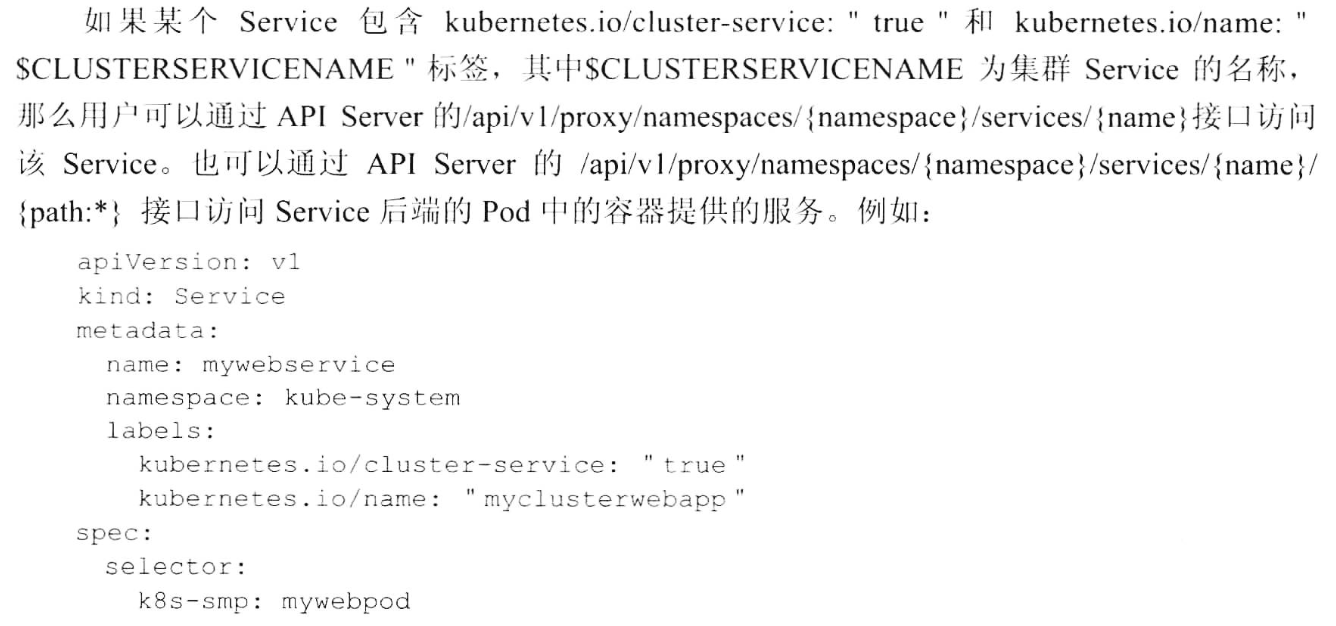 如果某个 Service 包含 kubernetes.io/cluster-service: " true " 和 kubernetes.io/name: "
$CLUSTERSERVICENAME " 标签，其中$CLUSTERSERVICENAME 为集群 Service 的名称，
那么用户可以通过 API Server 的/api/v1/proxy/namespaces/{namespace}/services/{name}接口访问
该 Service。也可以通过 API Server 的 /api/v1/proxy/namespaces/{namespace}/services/{name}/
{path:*} 接口访问 Service 后端的 Pod 中的容器提供的服务。例如：
apiVersion: v1
kind: Service
metadata:
  name: mywebservice
  namespace: kube-system
  labels:
    kubernetes.io/cluster-service: "true"
    kubernetes.io/name: "myclusterwebapp"
spec:
  selector:
    k8s-smp: mywebpod